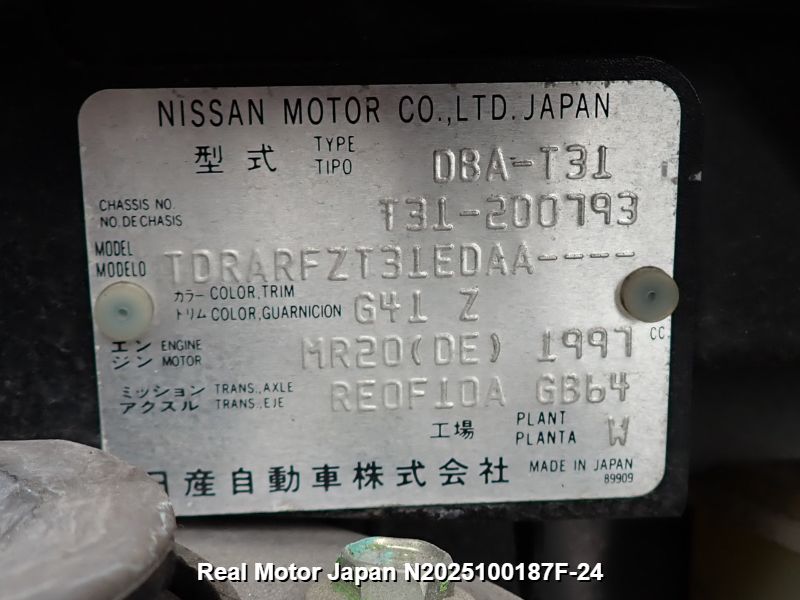 NISSAN MOTOR CO.,LTD. JAPAN
型式 TYPE TIPO DBA-T31
CHASSIS NO. NO.DE CHASIS T31-200793
MODEL MODELO TDRARFZT31EDAA----
カラー COLOR,TRIM
トリム COLOR,GUARNICION G41 Z
エン ENGINE
ジン MOTOR MR20(DE) 1997 CC
ミッション TRANS.,AXLE
アクスル TRANS.,EJE RE0F10A GB64
工場 PLANT PLANTA W
日産自動車株式会社 MADE IN JAPAN
89909
Real Motor Japan N2025100187F-24